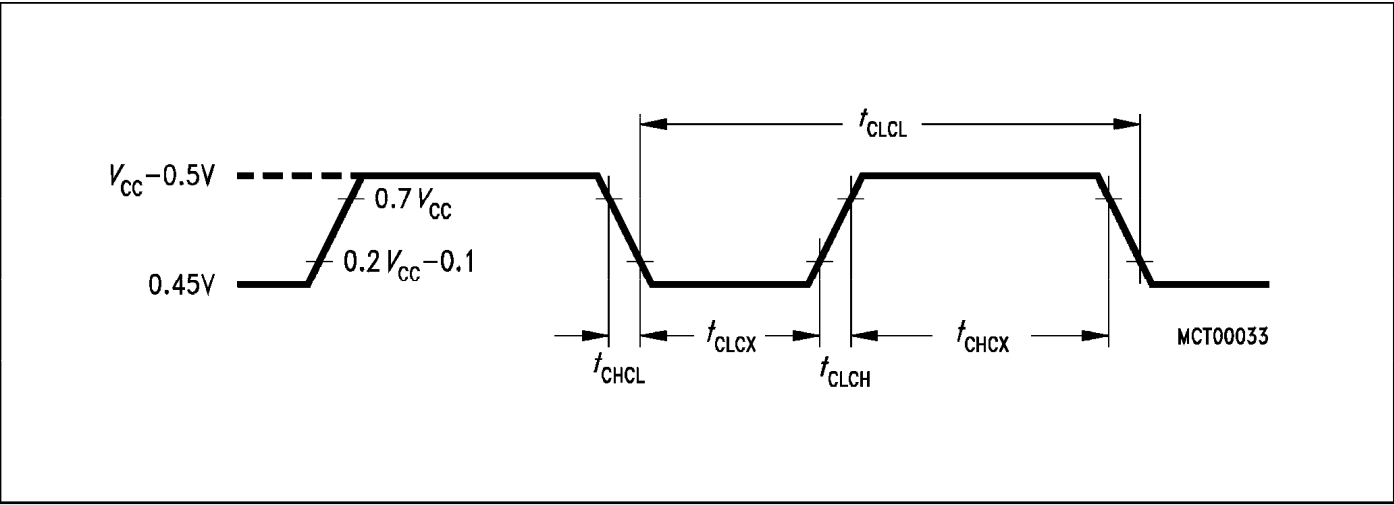 tCLCL
VCC–0.5V
0.7 VCC
0.2 VCC–0.1
0.45V
tCHCL
tCLCX
tCLCH
tCHCX
MCT00033